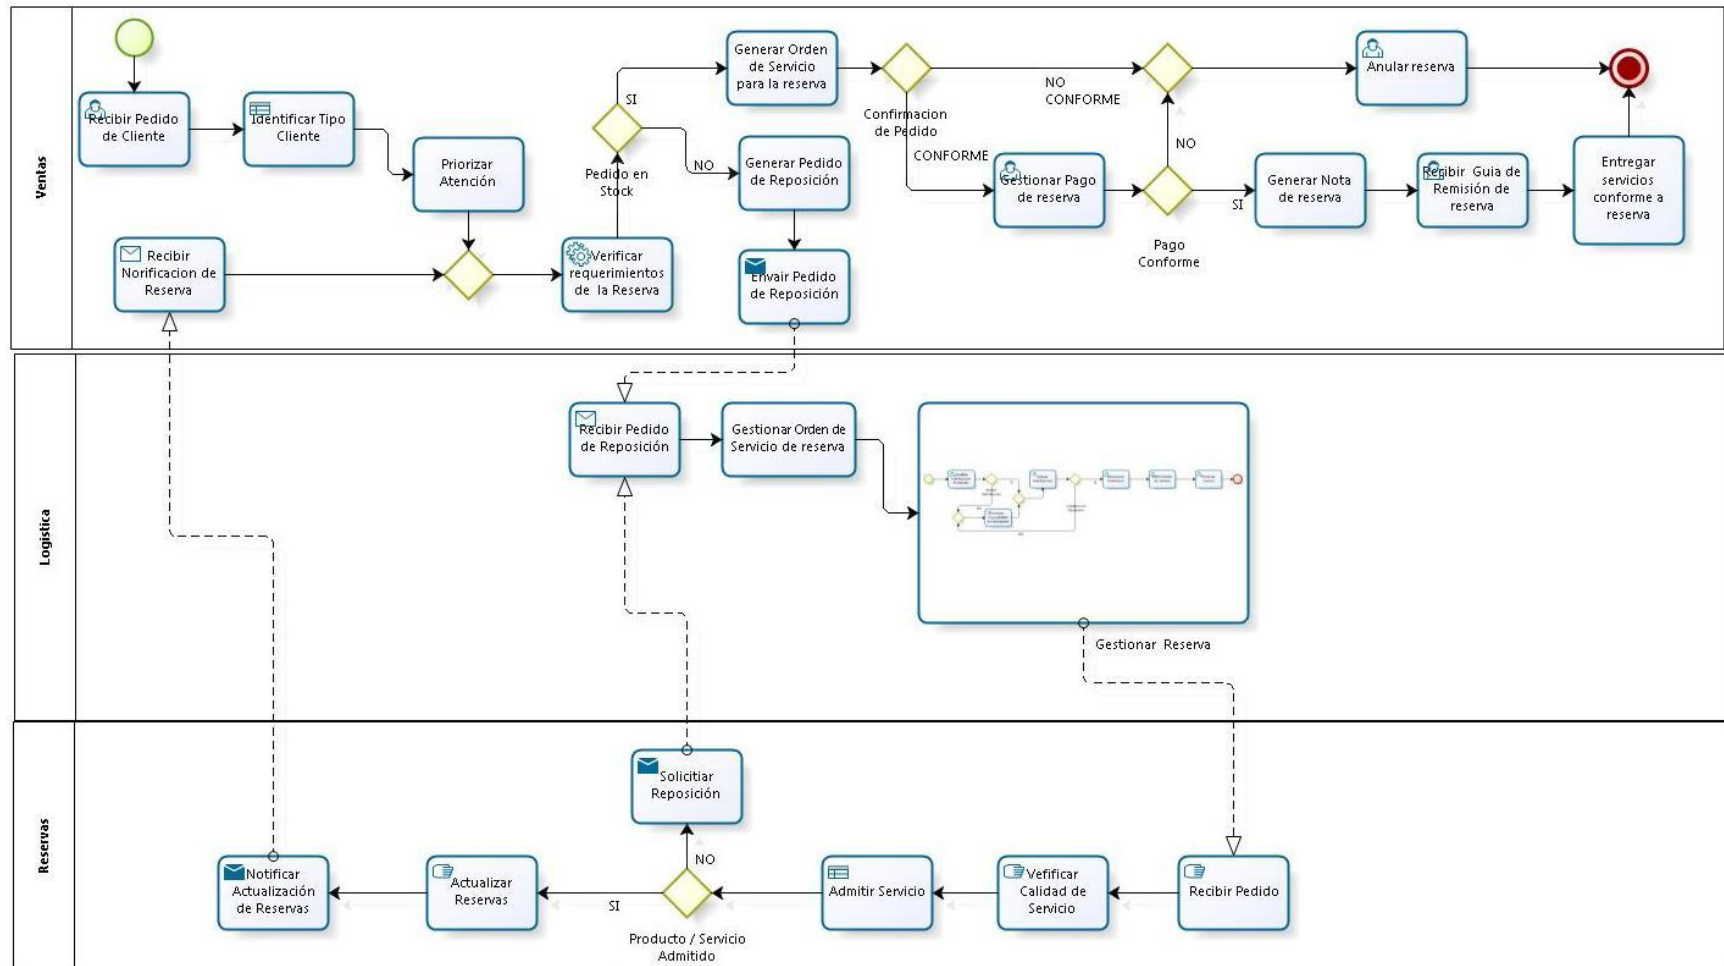 Ventas
Recibir Pedido
de Cliente
Identificar Tipo
Cliente
Priorizar
Atención
Recibir
Norificacion de
Reserva
Verificar
requerimientos
de la Reserva
Pedido en
Stock
SI
NO
Generar Orden
de Servicio
para la reserva
Generar Pedido
de Reposición
Envair Pedido
de Reposición
Confirmacion
de Pedido
NO
CONFORME
CONFORME
Gestionar Pago
de reserva
NO
SI
Pago
Conforme
Anular reserva
Generar Nota
de reserva
Recibir Guia de
Remisión de
reserva
Entregar
servicios
conforme a
reserva
Logistica
Recibir Pedido
de Reposición
Gestionar Orden de
Servicio de reserva
Gestionar Reserva
Reservas
Solicitiar
Reposición
NO
Notificar
Actualización
de Reservas
Actualizar
Reservas
SI
Producto / Servicio
Admitido
Admitir Servicio
Vefificar
Calidad de
Servicio
Recibir Pedido